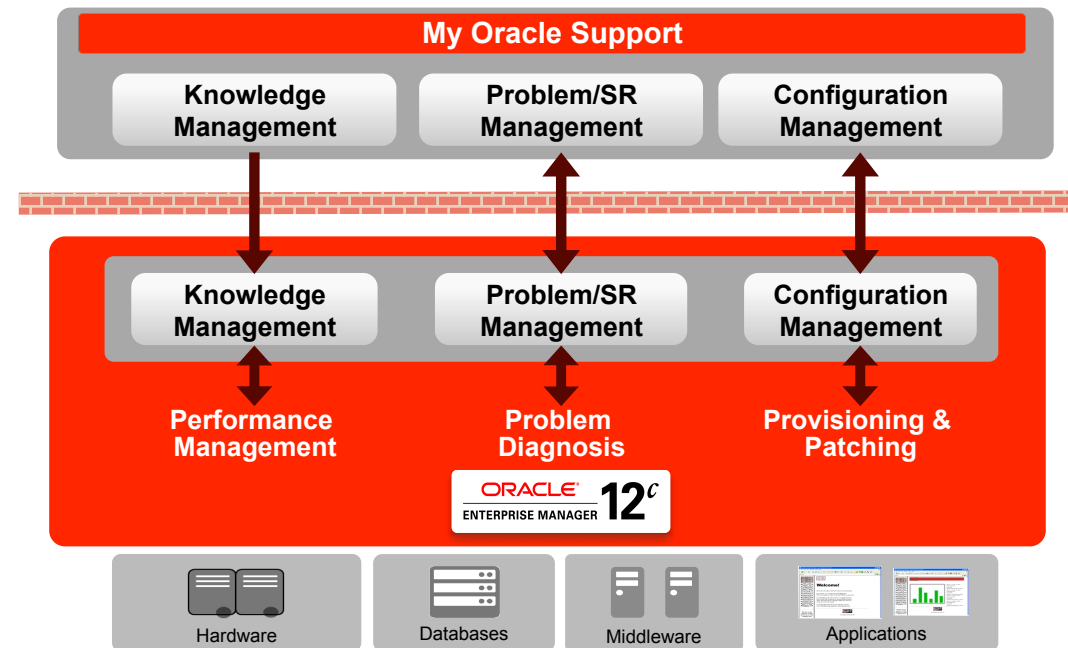 My Oracle Support
Knowledge
Management
Problem/SR
Management
Configuration
Management
Knowledge
Management
Problem/SR
Management
Configuration
Management
Performance
Management
Problem
Diagnosis
Provisioning &
Patching
ORACLE®
ENTERPRISE MANAGER 12c
Hardware
Databases
Middleware
Welcome!
Applications